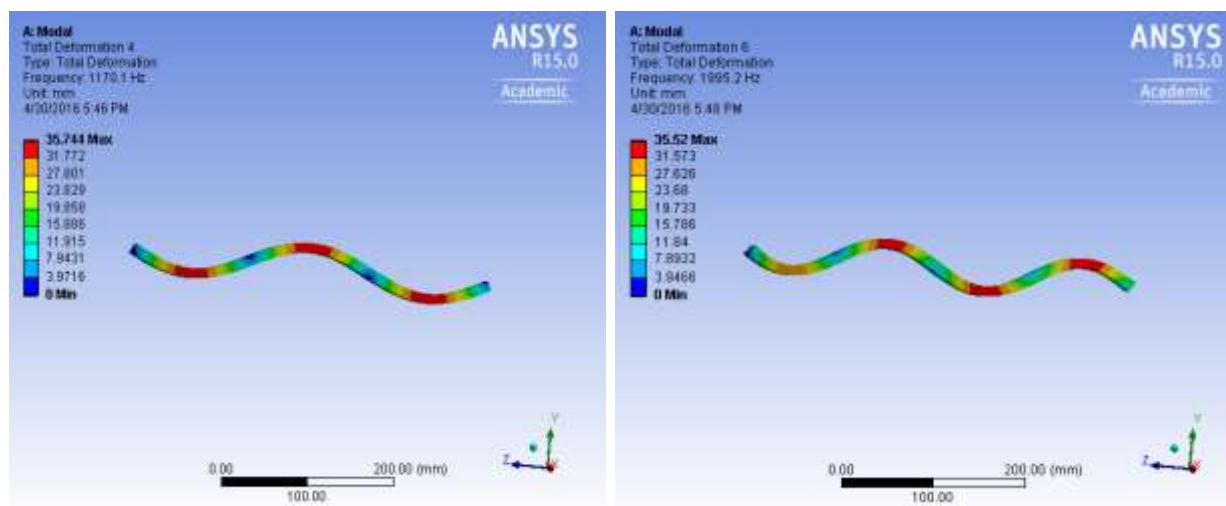 A: Modal
Total Deformation 4
Type: Total Deformation
Frequency: 1170.1 Hz
Unit: mm
4/30/2016 5:46 PM
ANSYS
R15.0
Academic
35.744 Max
31.772
27.801
23.829
19.858
15.886
11.915
7.9431
3.9716
0 Min
Y
Z
0.00
200.00 (mm)
100.00
A: Modal
Total Deformation 6
Type: Total Deformation
Frequency: 1995.2 Hz
Unit: mm
4/30/2016 5:48 PM
ANSYS
R15.0
Academic
35.52 Max
31.573
27.626
23.68
19.733
15.786
11.84
7.8932
3.9466
0 Min
Y
Z
0.00
200.00 (mm)
100.00